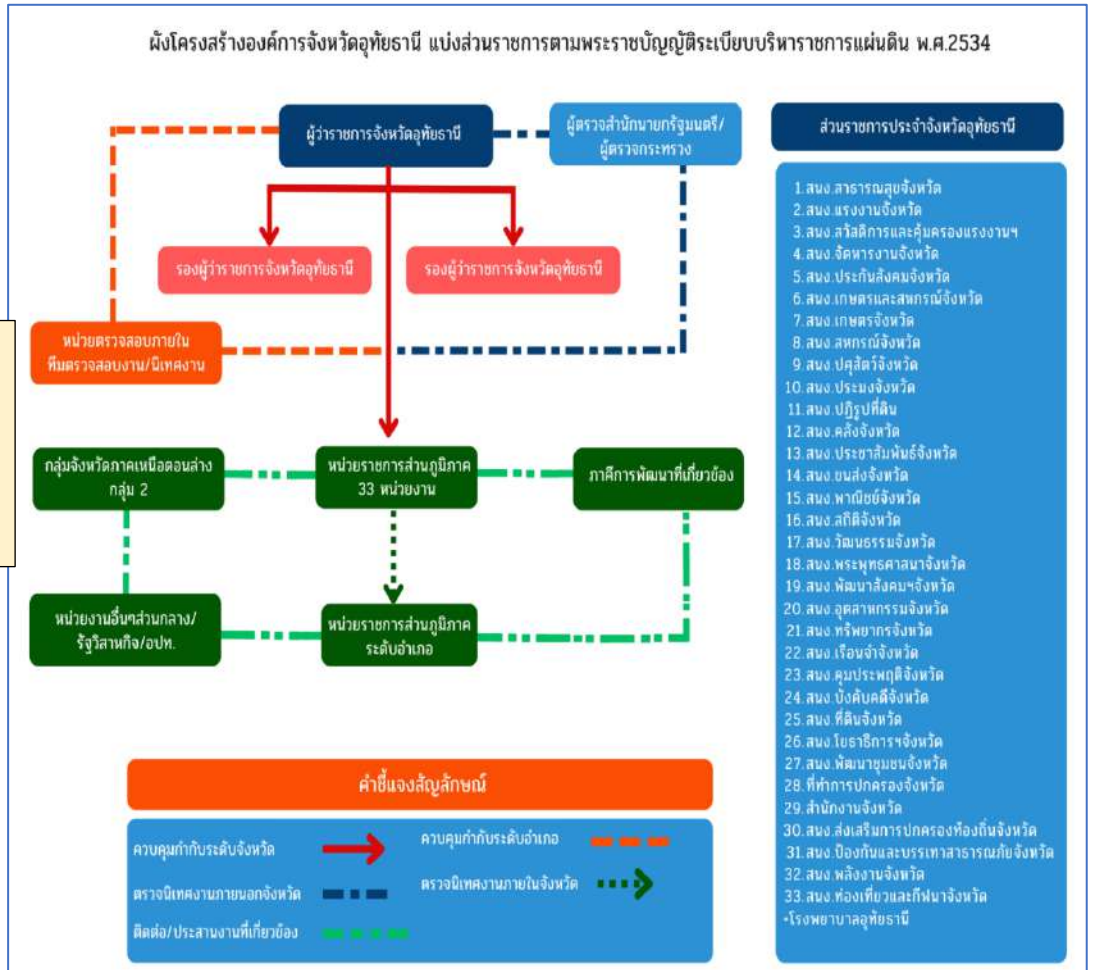 ผังโครงสร้างองค์การจังหวัดอุทัยธานี แบ่งส่วนราชการตามพระราชบัญญัติระเบียบบริหารราชการแผ่นดิน พ.ศ.2534
ผู้ว่าราชการจังหวัดอุทัยธานี
ผู้ตรวจสำนักนายกรัฐมนตรี/
ผู้ตรวจกระทรวง
รองผู้ว่าราชการจังหวัดอุทัยธานี
รองผู้ว่าราชการจังหวัดอุทัยธานี
หน่วยตรวจสอบภายใน
ทีมตรวจสอบงาน/นิเทศงาน
กลุ่มจังหวัดภาคเหนือตอนล่าง
กลุ่ม 2
หน่วยราชการส่วนภูมิภาค
33 หน่วยงาน
ภาคีการพัฒนาที่เกี่ยวข้อง
หน่วยงานอื่นๆส่วนกลาง/
รัฐวิสาหกิจ/อปท.
หน่วยราชการส่วนภูมิภาค
ระดับอำเภอ
คำชี้แจงสัญลักษณ์
ควบคุมกำกับระดับจังหวัด
ควบคุมกำกับระดับอำเภอ
ตรวจนิเทศงานภายนอกจังหวัด
ตรวจนิเทศงานภายในจังหวัด
ติดต่อ/ประสานงานที่เกี่ยวข้อง
ส่วนราชการประจำจังหวัดอุทัยธานี
1.สนง.สาธารณสุขจังหวัด
2.สนง.แรงงานจังหวัด
3.สนง.สวัสดิการและคุ้มครองแรงงานฯ
4.สนง.จัดหางานจังหวัด
5.สนง.ประกันสังคมจังหวัด
6.สนง.เกษตรและสหกรณ์จังหวัด
7.สนง.เกษตรจังหวัด
8.สนง.สหกรณ์จังหวัด
9.สนง.ปศุสัตว์จังหวัด
10.สนง.ประมงจังหวัด
11.สนง.ปฏิรูปที่ดิน
12.สนง.คลังจังหวัด
13.สนง.ประชาสัมพันธ์จังหวัด
14.สนง.ขนส่งจังหวัด
15.สนง.พาณิชย์จังหวัด
16.สนง.สถิติจังหวัด
17.สนง.วัฒนธรรมจังหวัด
18.สนง.พระพุทธศาสนาจังหวัด
19.สนง.พัฒนาสังคมฯจังหวัด
20.สนง.อุตสาหกรรมจังหวัด
21.สนง.ทรัพยากรจังหวัด
22.สนง.เรือนจำจังหวัด
23.สนง.คุมประพฤติจังหวัด
24.สนง.บังคับคดีจังหวัด
25.สนง.ที่ดินจังหวัด
26.สนง.โยธาธิการฯจังหวัด
27.สนง.พัฒนาชุมชนจังหวัด
28.ที่ทำการปกครองจังหวัด
29.สำนักงานจังหวัด
30.สนง.ส่งเสริมการปกครองท้องถิ่นจังหวัด
31.สนง.ป้องกันและบรรเทาสาธารณภัยจังหวัด
32.สนง.พลังงานจังหวัด
33.สนง.ท่องเที่ยวและกีฬนาจังหวัด
*โรงพยาบาลอุทัยธานี